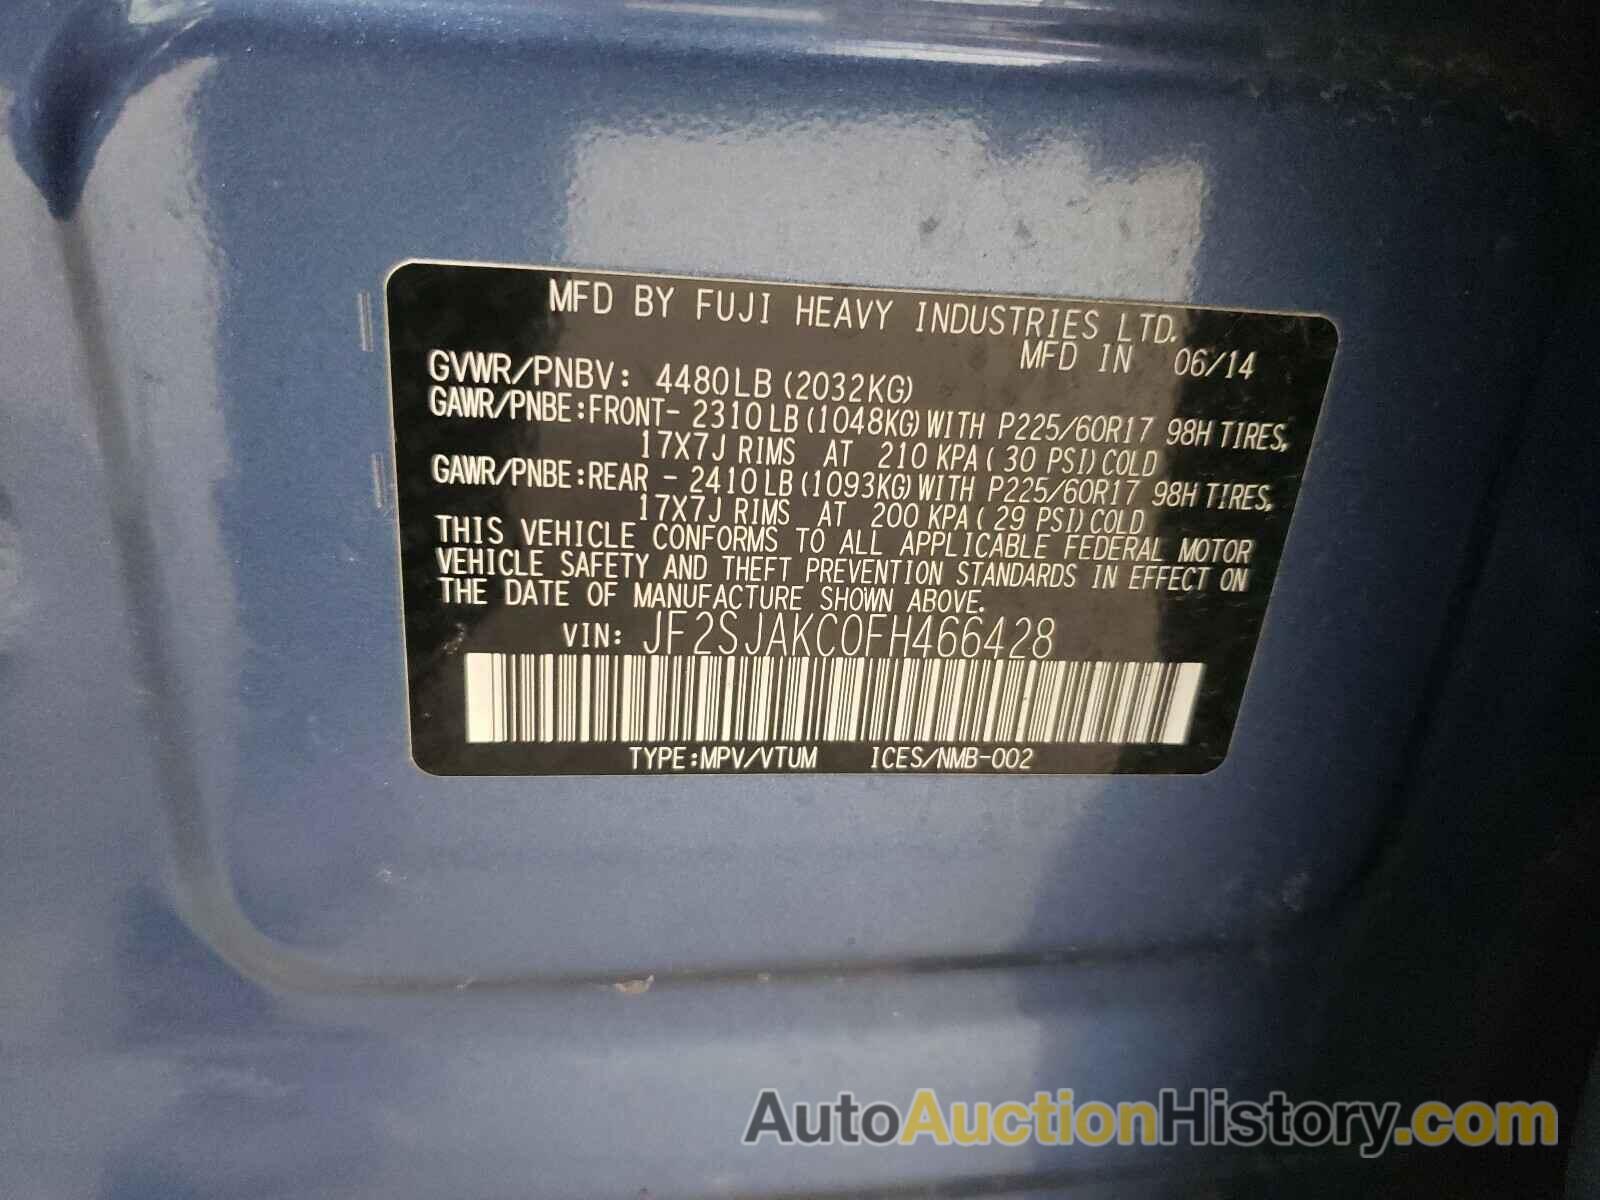 MFD BY FUJI HEAVY INDUSTRIES LTD.
MFD IN 06/14
GVWR/PNBV: 4480LB (2032KG)
GAWR/PNBE:FRONT- 2310LB (1048KG) WITH P225/60R17 98H TIRES,
17X7J RIMS AT 210 KPA ( 30 PSI) COLD
GAWR/PNBE:REAR - 2410LB (1093KG) WITH P225/60R17 98H TIRES,
17X7J RIMS AT 200 KPA ( 29 PSI) COLD
THIS VEHICLE CONFORMS TO ALL APPLICABLE FEDERAL MOTOR
VEHICLE SAFETY AND THEFT PREVENTION STANDARDS IN EFFECT ON
THE DATE OF MANUFACTURE SHOWN ABOVE.
VIN: JF2SJAKC0FH466428
TYPE:MPV/VTUM ICES/NMB-002
AutoAuctionHistory.com